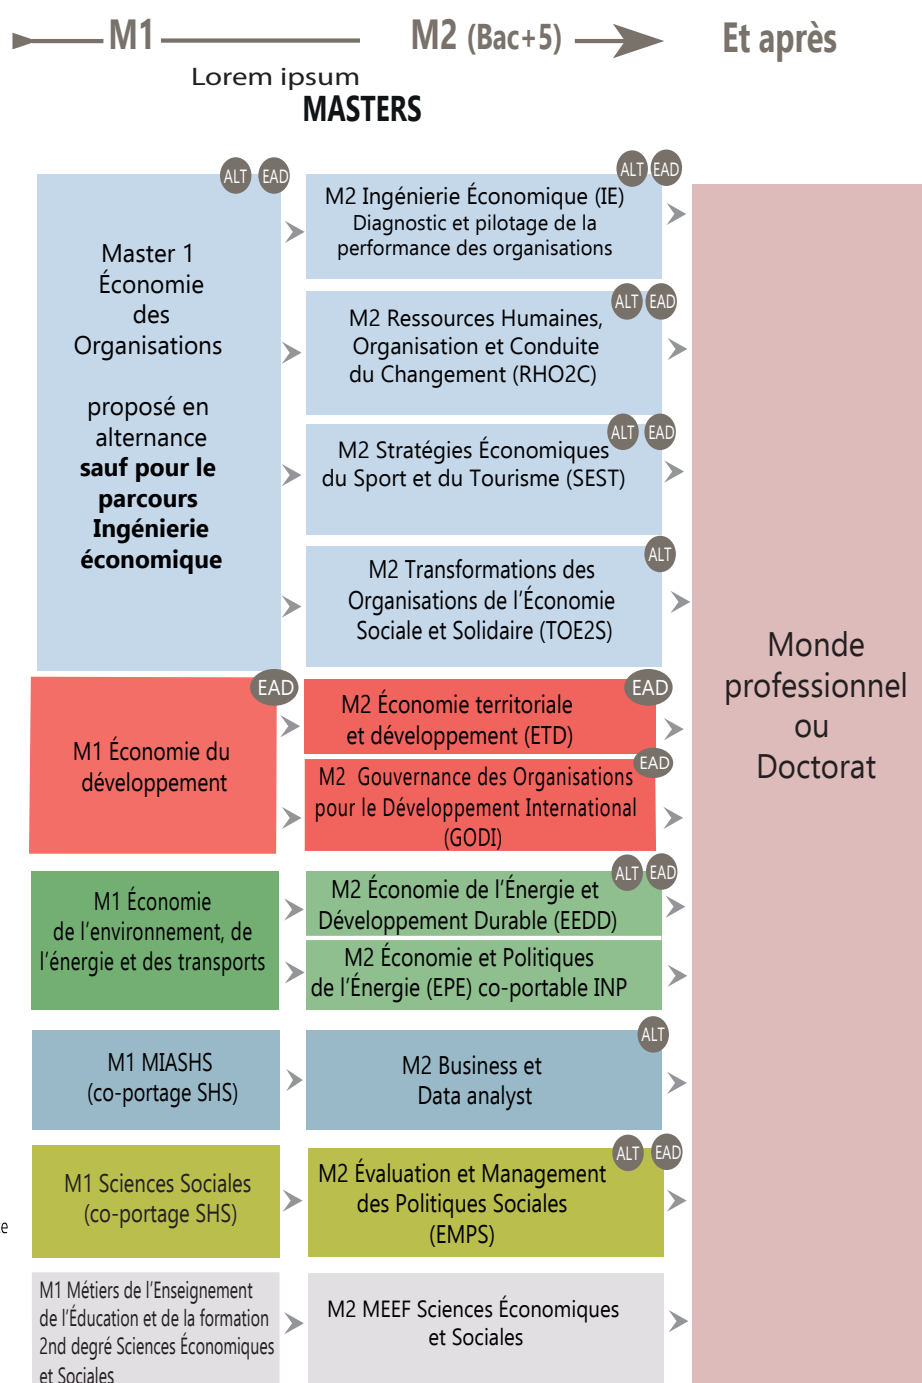 M1
M2 (Bac+5)
Et après
Lorem ipsum
MASTERS
ALT EAD
Master 1
Économie
des
Organisations
proposé en
alternance
sauf pour le
parcours
Ingénierie
économique
ALT EAD
M2 Ingénierie Économique (IE)
Diagnostic et pilotage de la
performance des organisations
ALT EAD
M2 Ressources Humaines,
Organisation et Conduite
du Changement (RHO2C)
ALT EAD
M2 Stratégies Économiques
du Sport et du Tourisme (SEST)
ALT
M2 Transformations des
Organisations de l'Économie
Sociale et Solidaire (TOE2S)
EAD
M1 Économie du
développement
EAD
M2 Économie territoriale
et développement (ETD)
EAD
M2 Gouvernance des Organisations
pour le Développement International
(GODI)
M1 Économie
de l'environnement, de
l'énergie et des transports
ALT EAD
M2 Économie de l'Énergie et
Développement Durable (EEDD)
M2 Économie et Politiques
de l'Énergie (EPE) co-portable INP
M1 MIASHS
(co-portage SHS)
ALT
M2 Business et
Data analyst
M1 Sciences Sociales
(co-portage SHS)
ALT EAD
M2 Évaluation et Management
des Politiques Sociales
(EMPS)
M1 Métiers de l'Enseignement
de l'Éducation et de la formation
2nd degré Sciences Économiques
et Sociales
M2 MEEF Sciences Économiques
et Sociales
Monde
professionnel
ou
Doctorat